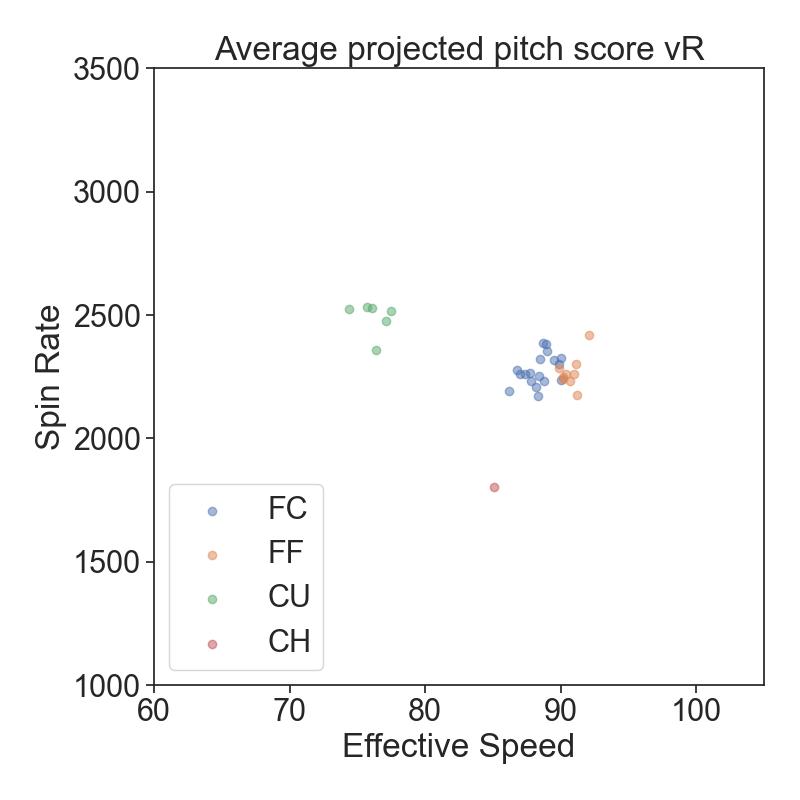 Average projected pitch score vR
3500
3000
2500
2000
1500
1000
Spin Rate
FC
FF
CU
CH
60 70 80 90 100
Effective Speed